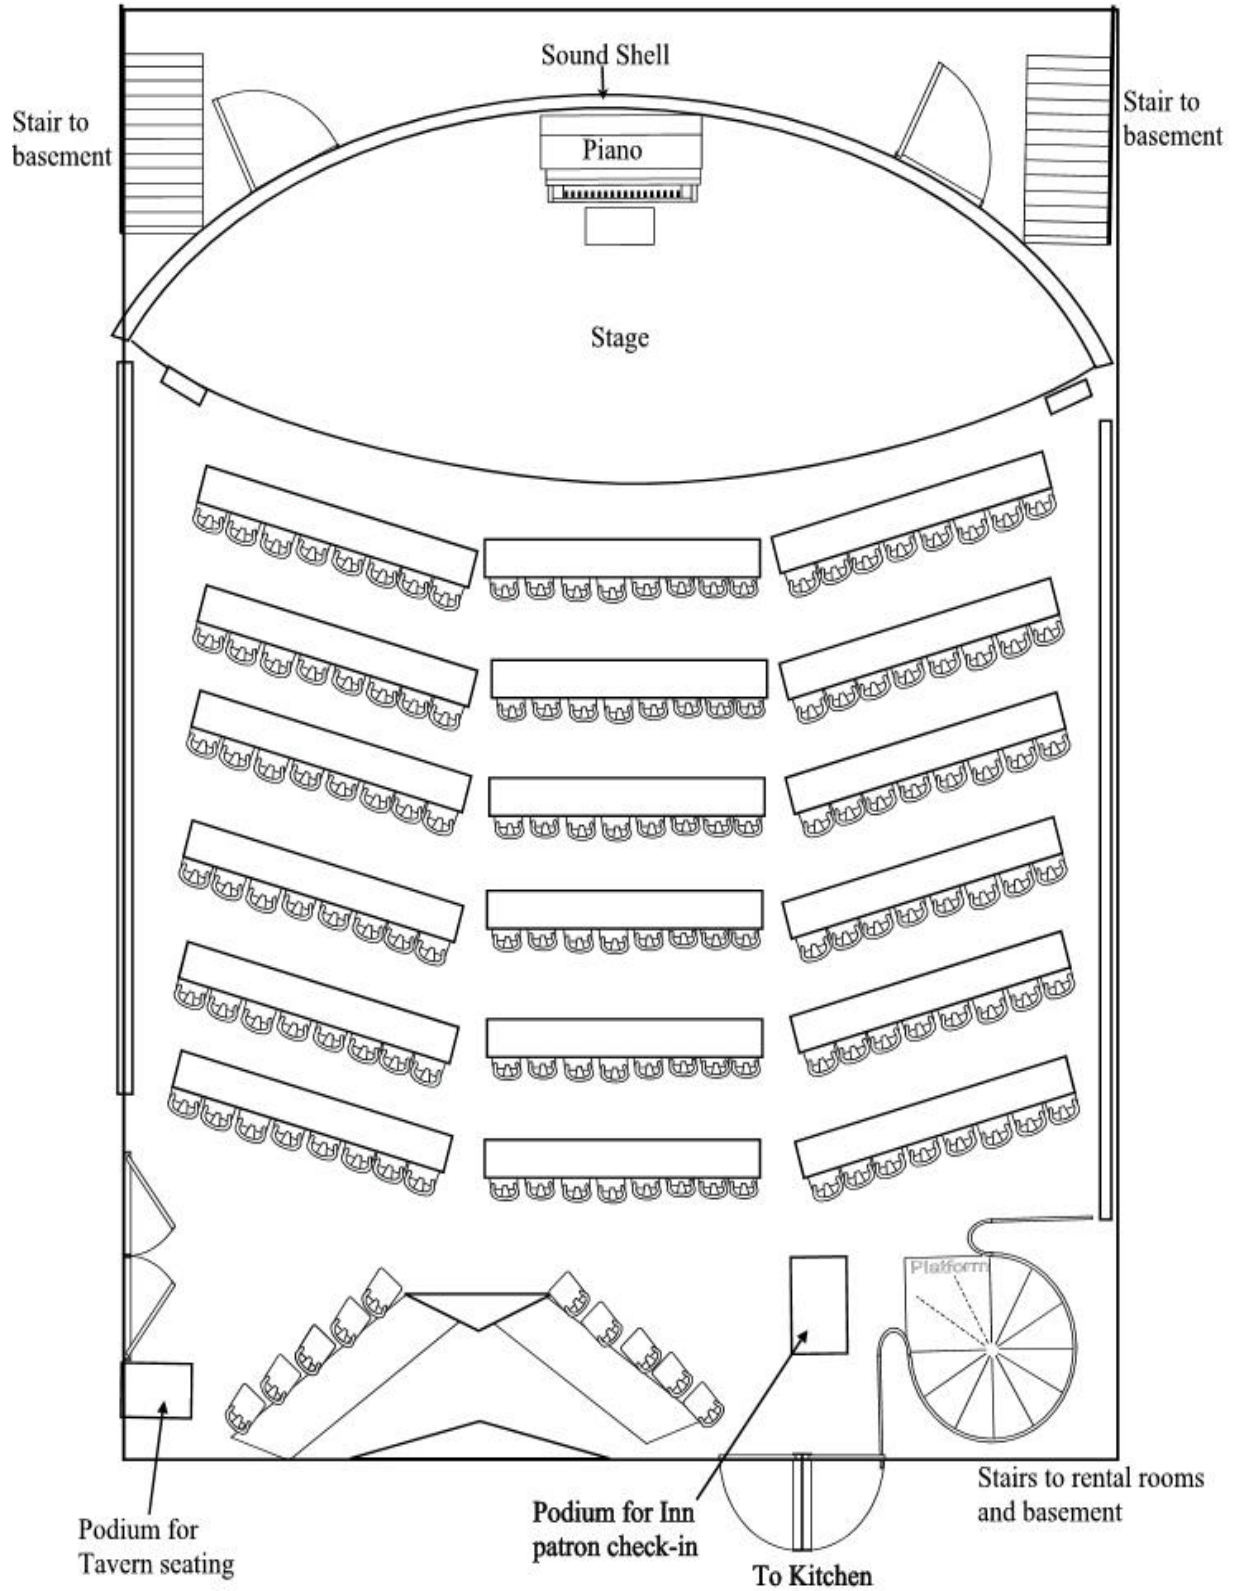 Sound Shell
Stair to
basement
Stair to
basement
Piano
Stage
Platform
Stairs to rental rooms
and basement
Podium for Inn
patron check-in
Podium for
Tavern seating
To Kitchen